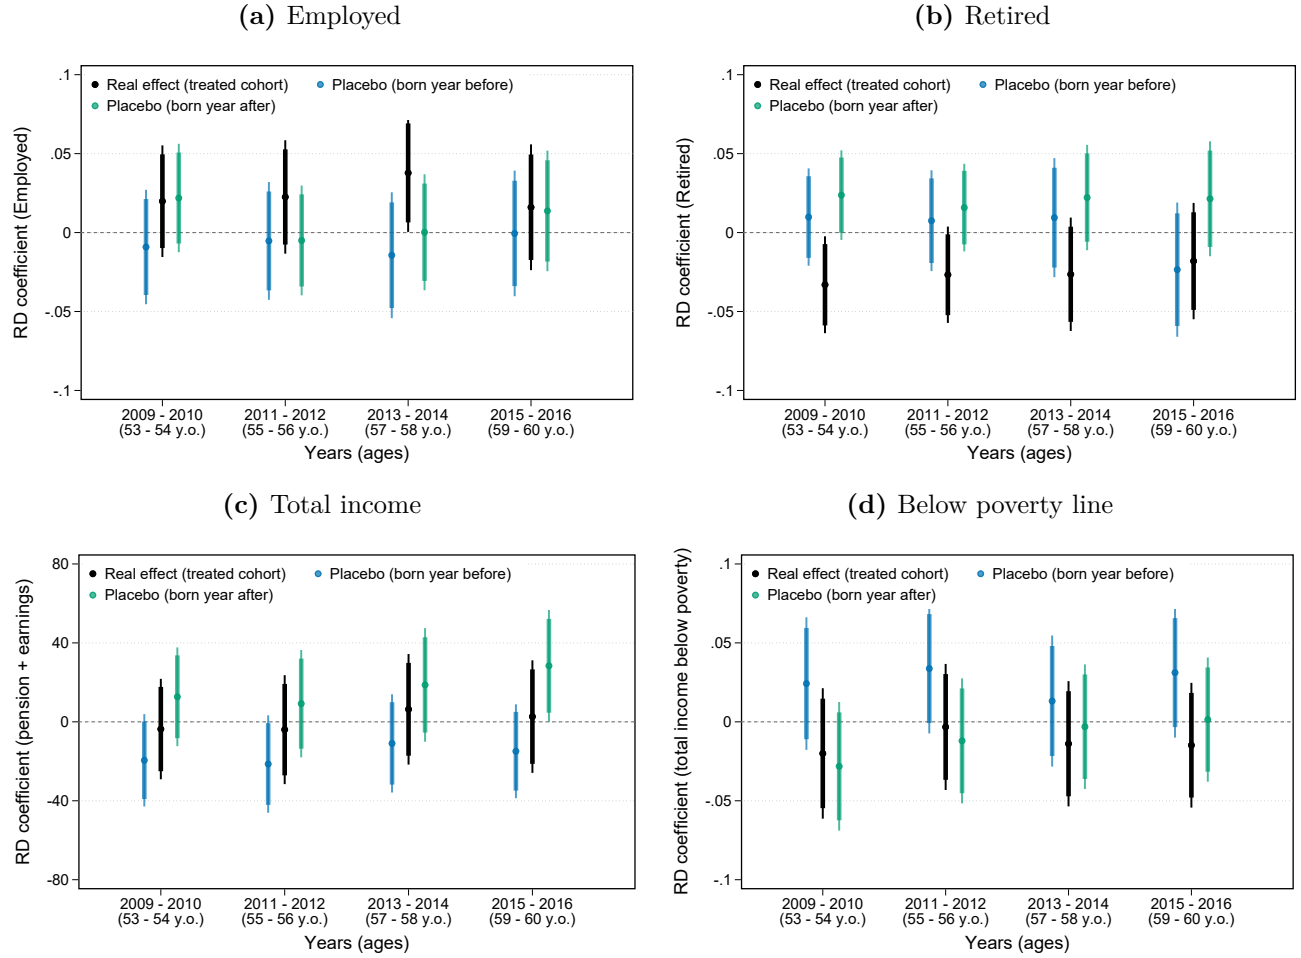 (a) Employed
RD coefficient (Employed)
.1
.05
0
-.05
-.1
Real effect (treated cohort)
Placebo (born year before)
Placebo (born year after)
2009 - 2010
(53 - 54 y.o.)
2011 - 2012
(55 - 56 y.o.)
2013 - 2014
(57 - 58 y.o.)
2015 - 2016
(59 - 60 y.o.)
Years (ages)
(b) Retired
RD coefficient (Retired)
.1
.05
0
-.05
-.1
Real effect (treated cohort)
Placebo (born year before)
Placebo (born year after)
2009 - 2010
(53 - 54 y.o.)
2011 - 2012
(55 - 56 y.o.)
2013 - 2014
(57 - 58 y.o.)
2015 - 2016
(59 - 60 y.o.)
Years (ages)
(c) Total income
RD coefficient (pension + earnings)
80
40
0
-40
-80
Real effect (treated cohort)
Placebo (born year before)
Placebo (born year after)
2009 - 2010
(53 - 54 y.o.)
2011 - 2012
(55 - 56 y.o.)
2013 - 2014
(57 - 58 y.o.)
2015 - 2016
(59 - 60 y.o.)
Years (ages)
(d) Below poverty line
RD coefficient (total income below poverty)
.1
.05
0
-.05
-.1
Real effect (treated cohort)
Placebo (born year before)
Placebo (born year after)
2009 - 2010
(53 - 54 y.o.)
2011 - 2012
(55 - 56 y.o.)
2013 - 2014
(57 - 58 y.o.)
2015 - 2016
(59 - 60 y.o.)
Years (ages)